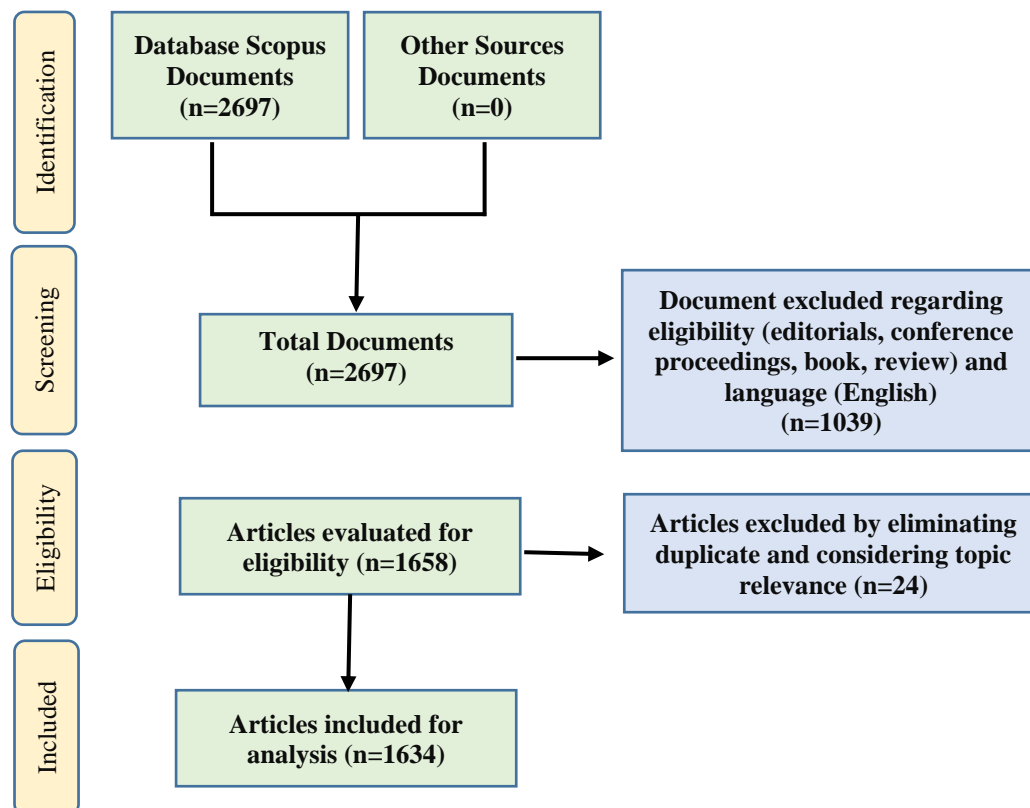 Identification
Database Scopus
Documents
(n=2697)
Other Sources
Documents
(n=0)
Screening
Total Documents
(n=2697)
Document excluded regarding
eligibility (editorials, conference
proceedings, book, review) and
language (English)
(n=1039)
Eligibility
Articles evaluated for
eligibility (n=1658)
Articles excluded by eliminating
duplicate and considering topic
relevance (n=24)
Included
Articles included for
analysis (n=1634)